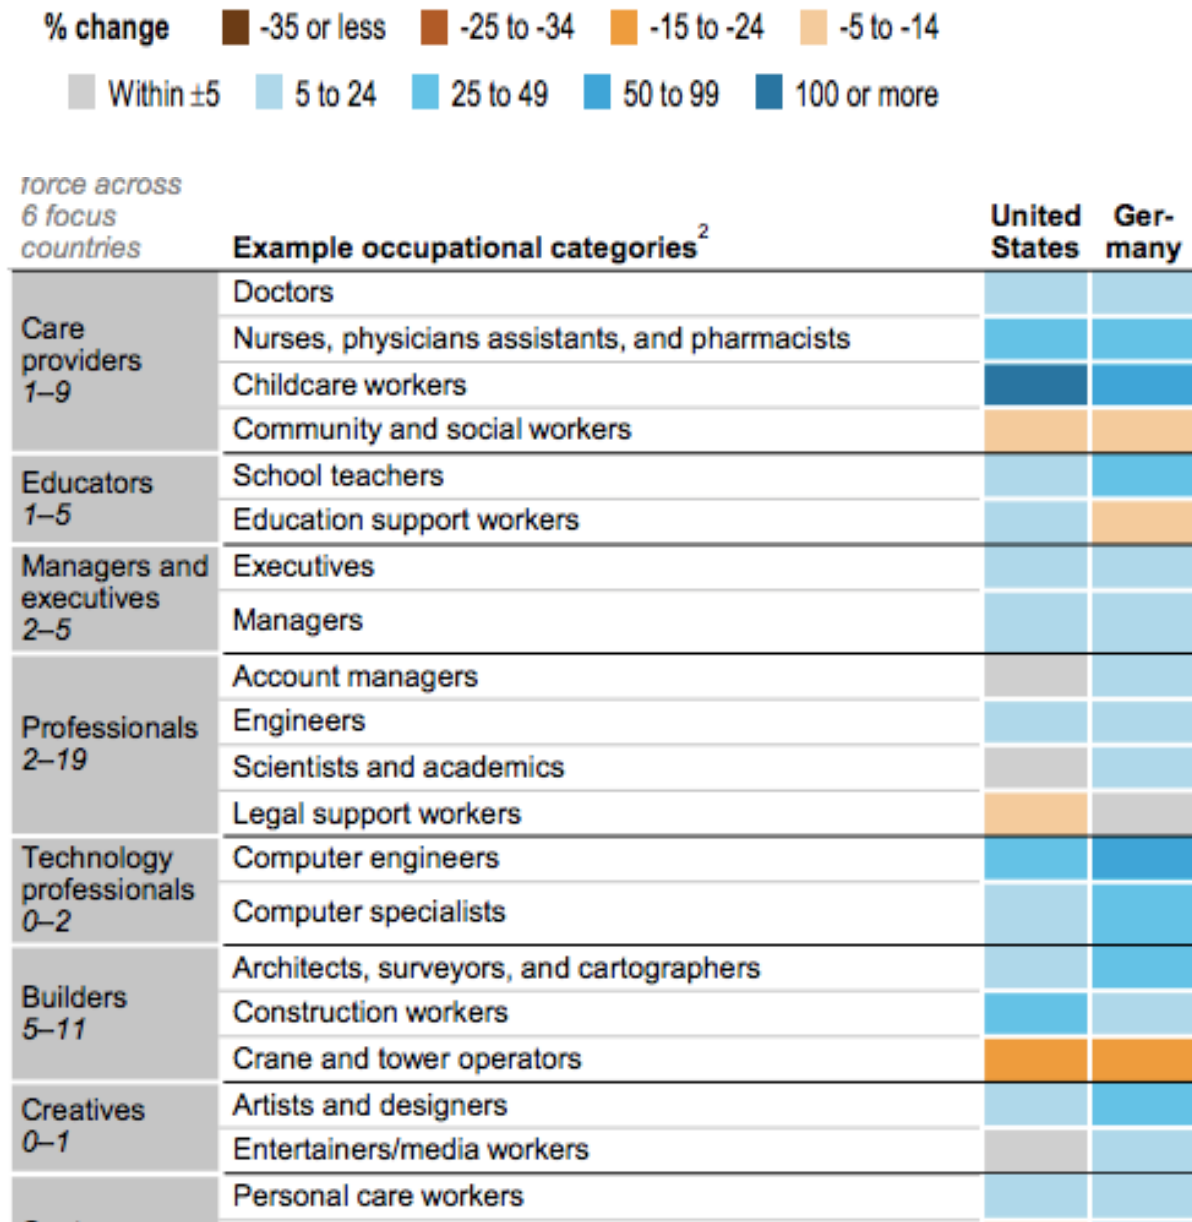 % change -35 or less -25 to -34 -15 to -24 -5 to -14
Within ±5 5 to 24 25 to 49 50 to 99 100 or more
force across
6 focus
countries
Example occupational categories2
United
States
Ger-
many
Care
providers
1–9
Doctors
Nurses, physicians assistants, and pharmacists
Childcare workers
Community and social workers
Educators
1–5
School teachers
Education support workers
Managers and
executives
2–5
Executives
Managers
Professionals
2–19
Account managers
Engineers
Scientists and academics
Legal support workers
Technology
professionals
0–2
Computer engineers
Computer specialists
Builders
5–11
Architects, surveyors, and cartographers
Construction workers
Crane and tower operators
Creatives
0–1
Artists and designers
Entertainers/media workers
Personal care workers